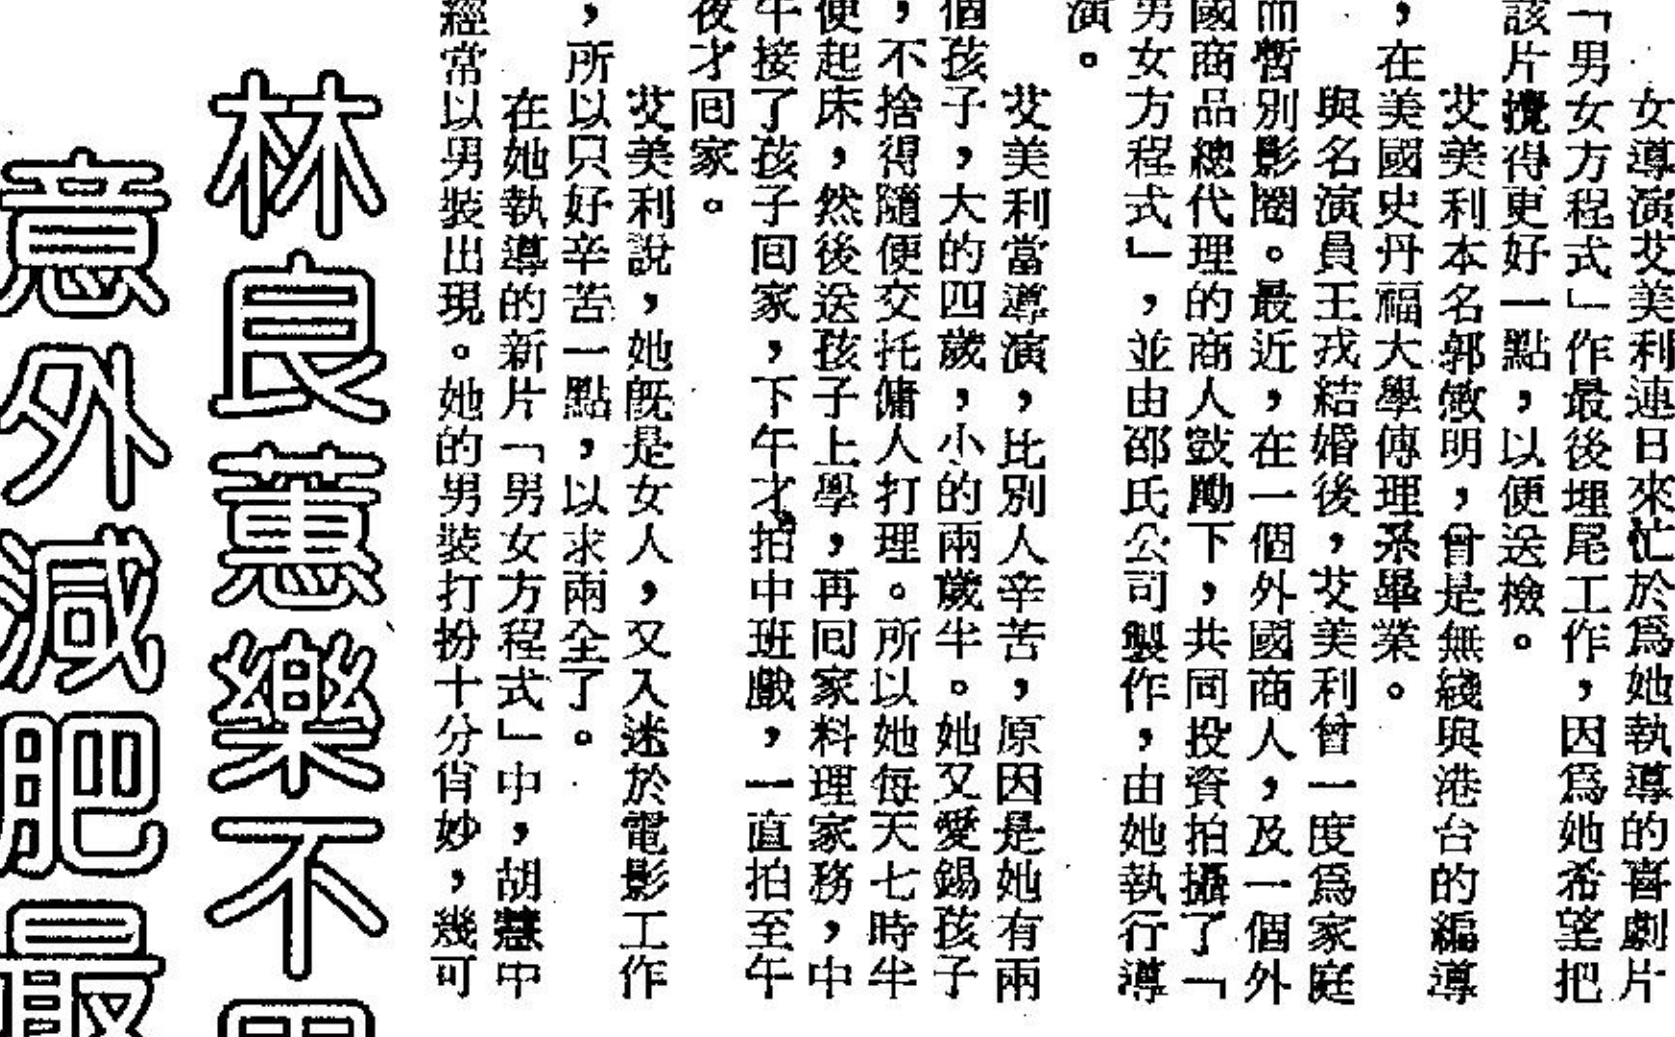 女導演艾美利連日來忙於爲她執導的喜劇片
「男女方程式」作最後埋尾工作，因爲她希望把
該片攪得更好一點，以便送檢。
艾美利本名郭敏明，曾是無綫與港台的編導
，在美國史丹福大學傳理系畢業。
與名演員王戎結婚後，艾美利曾一度爲家庭
而暫別影圈。最近，在一個外國商人，及一個外
國商品總代理的商人鼓勵下，共同投資拍攝了「
男女方程式」，並由邵氏公司製作，由她執行導
演。
艾美利當導演，比別人辛苦，原因是她有兩
個孩子，大的四歲，小的兩歲半。她又愛錫孩子
，不捨得隨便交托傭人打理。所以她每天七時半
便起床，然後送孩子上學，再回家料理家務，中
午接了孩子回家，下午才拍中班戲，一直拍至午
夜才回家。
艾美利說，她既是女人，又入迷於電影工作
，所以只好辛苦一點，以求兩全了。
在她執導的新片「男女方程式」中，胡慧中
經常以男裝出現。她的男裝打扮十分俏妙，幾可
林良蕙樂不
意外減肥最